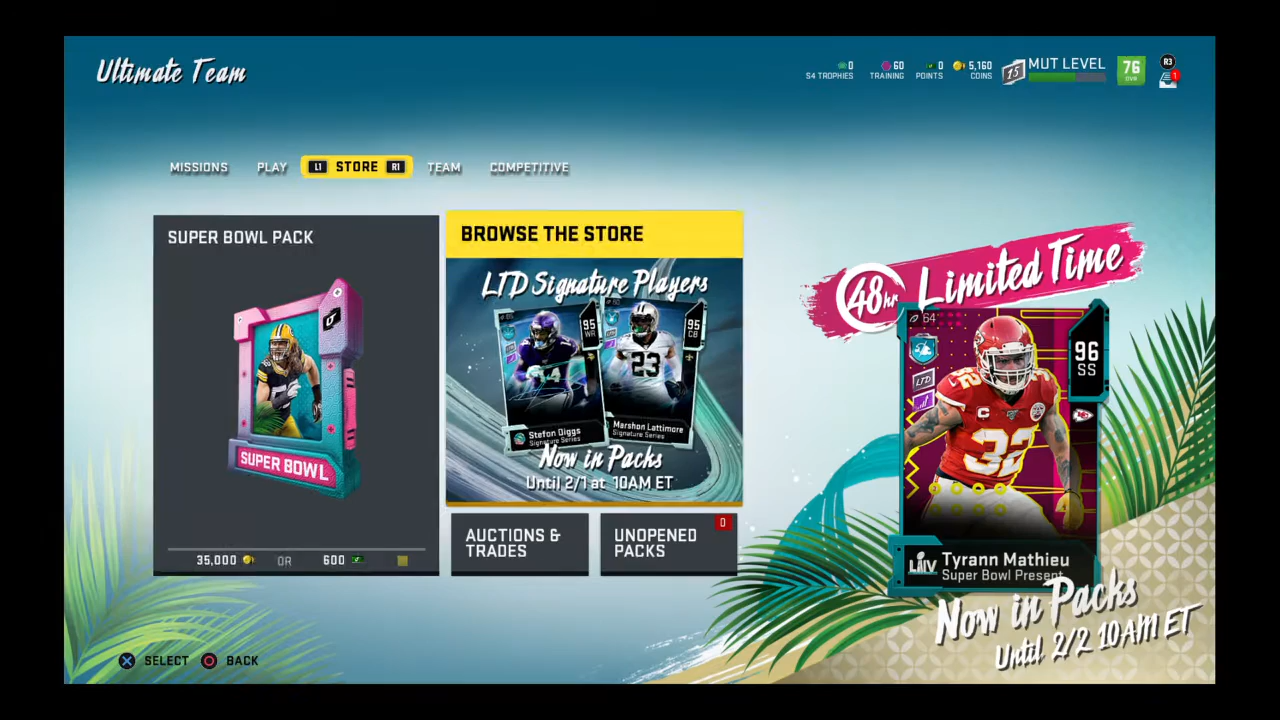 Ultimate Team
0 S4 TROPHIES
60 TRAINING
0 POINTS
5,160 COINS
15 MUT LEVEL
76 OVR
R3
1
MISSIONS
PLAY
L1 STORE R1
TEAM
COMPETITIVE
SUPER BOWL PACK
SUPER BOWL
35,000 OR 600
BROWSE THE STORE
LTD Signature Players
95 WR
95 CB
23
Stefon Diggs
Signature Series
Marshon Lattimore
Signature Series
Now in Packs
Until 2/1 at 10AM ET
AUCTIONS & TRADES
UNOPENED PACKS
0
48hr Limited Time
64
96
SS
LTD
C
32
LIV
Tyrann Mathieu
Super Bowl Present
Now in Packs
Until 2/2 10AM ET
SELECT
BACK